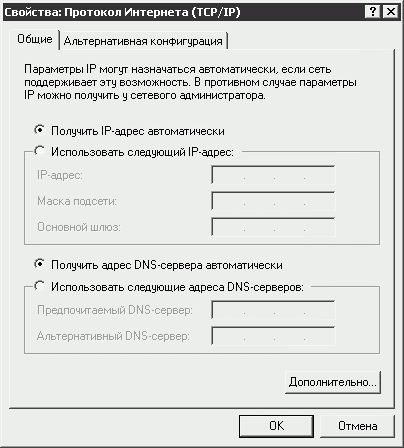 Свойства: Протокол Интернета (TCP/IP)
Общие
Альтернативная конфигурация
Параметры IP могут назначаться автоматически, если сеть
поддерживает эту возможность. В противном случае параметры
IP можно получить у сетевого администратора.
Получить IP-адрес автоматически
Использовать следующий IP-адрес:
IP-адрес:
Маска подсети:
Основной шлюз:
Получить адрес DNS-сервера автоматически
Использовать следующие адреса DNS-серверов:
Предпочитаемый DNS-сервер:
Альтернативный DNS-сервер:
Дополнительно...
OK
Отмена